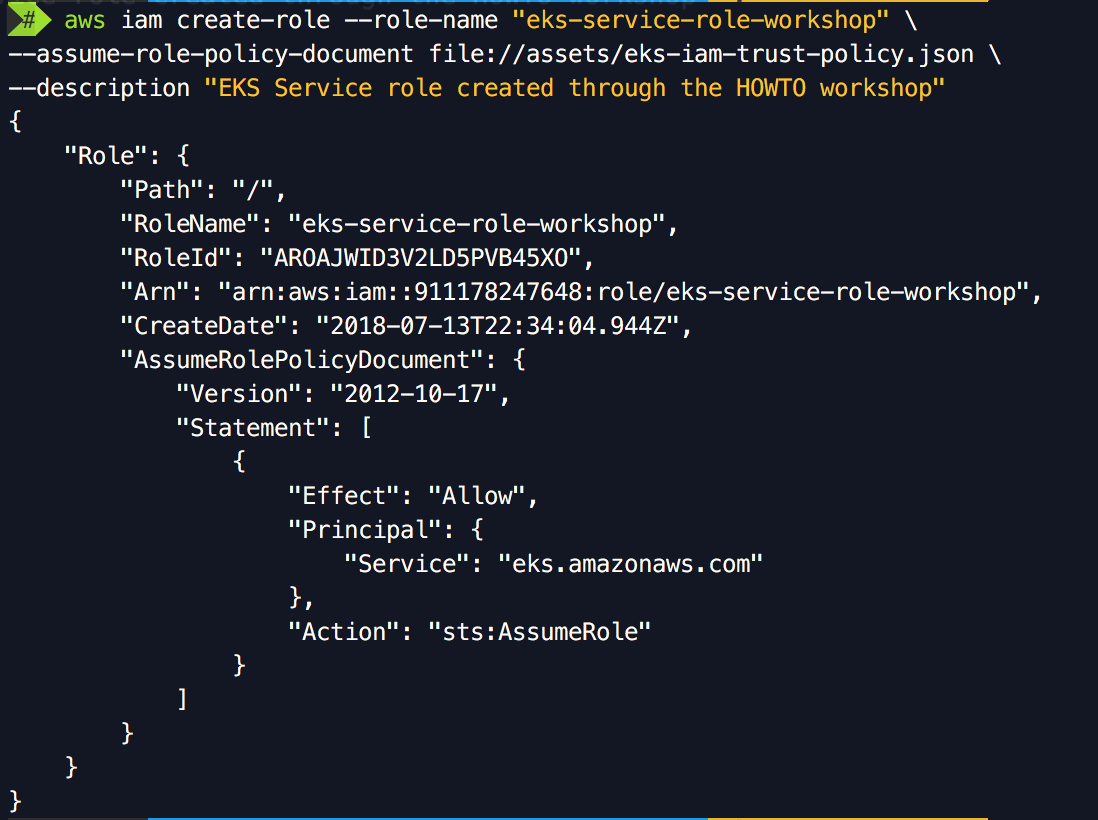 # aws iam create-role --role-name "eks-service-role-workshop" \
--assume-role-policy-document file://assets/eks-iam-trust-policy.json \
--description "EKS Service role created through the HOWTO workshop"
{
    "Role": {
        "Path": "/",
        "RoleName": "eks-service-role-workshop",
        "RoleId": "AROAJWID3V2LD5PVB45XO",
        "Arn": "arn:aws:iam::911178247648:role/eks-service-role-workshop",
        "CreateDate": "2018-07-13T22:34:04.944Z",
        "AssumeRolePolicyDocument": {
            "Version": "2012-10-17",
            "Statement": [
                {
                    "Effect": "Allow",
                    "Principal": {
                        "Service": "eks.amazonaws.com"
                    },
                    "Action": "sts:AssumeRole"
                }
            ]
        }
    }
}